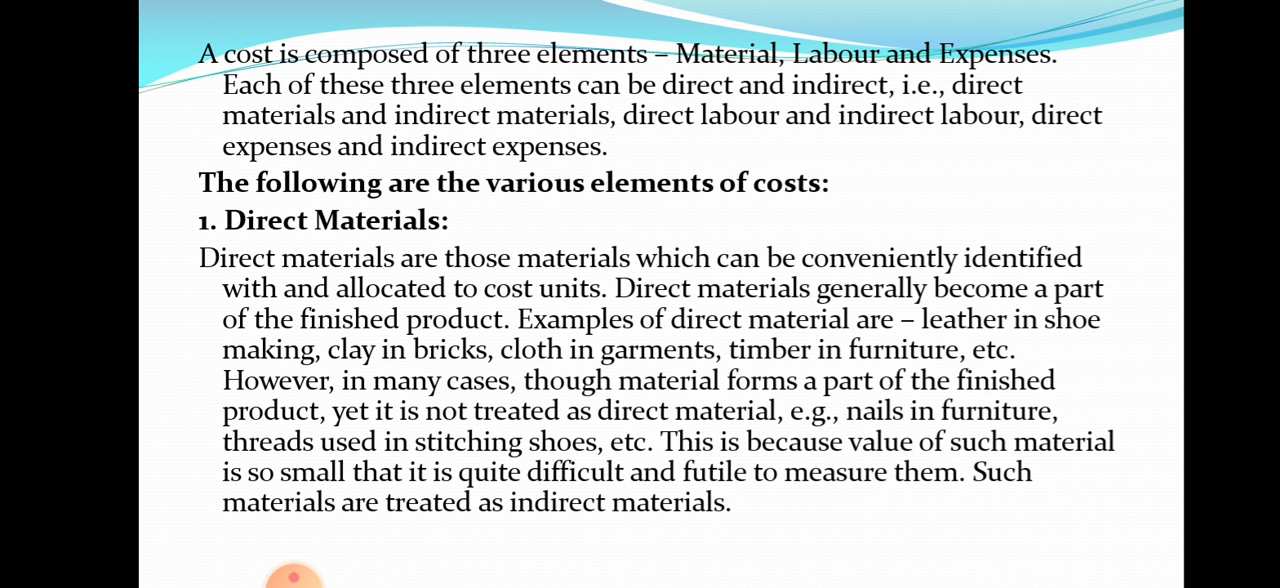 A cost is composed of three elements – Material, Labour and Expenses.
Each of these three elements can be direct and indirect, i.e., direct
materials and indirect materials, direct labour and indirect labour, direct
expenses and indirect expenses.
The following are the various elements of costs:
1. Direct Materials:
Direct materials are those materials which can be conveniently identified
with and allocated to cost units. Direct materials generally become a part
of the finished product. Examples of direct material are – leather in shoe
making, clay in bricks, cloth in garments, timber in furniture, etc.
However, in many cases, though material forms a part of the finished
product, yet it is not treated as direct material, e.g., nails in furniture,
threads used in stitching shoes, etc. This is because value of such material
is so small that it is quite difficult and futile to measure them. Such
materials are treated as indirect materials.